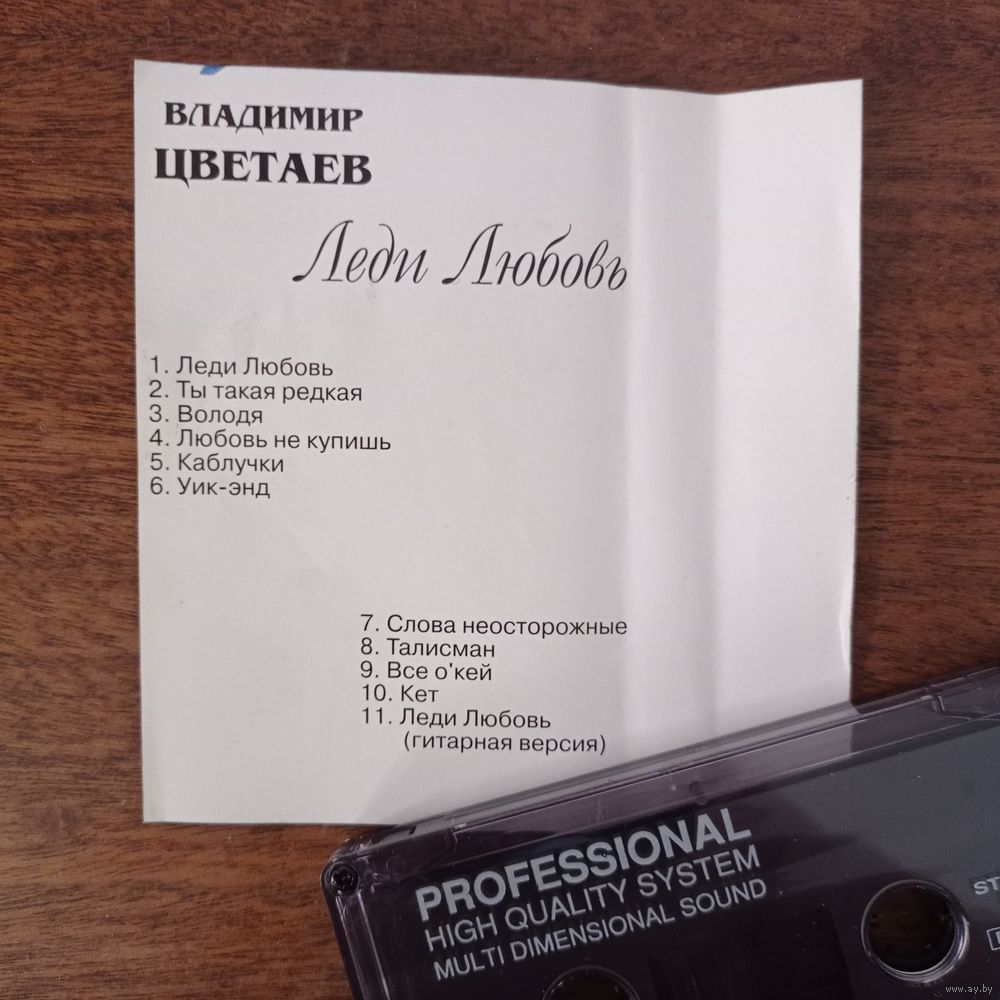 ВЛАДИМИР
ЦВЕТАЕВ
Леди Любовь
1. Леди Любовь
2. Ты такая редкая
3. Володя
4. Любовь не купишь
5. Каблучки
6. Уик-энд
7. Слова неосторожные
8. Талисман
9. Все о'кей
10. Кет
11. Леди Любовь
(гитарная версия)
PROFESSIONAL
HIGH QUALITY SYSTEM
MULTI DIMENSIONAL SOUND
www.ay.by